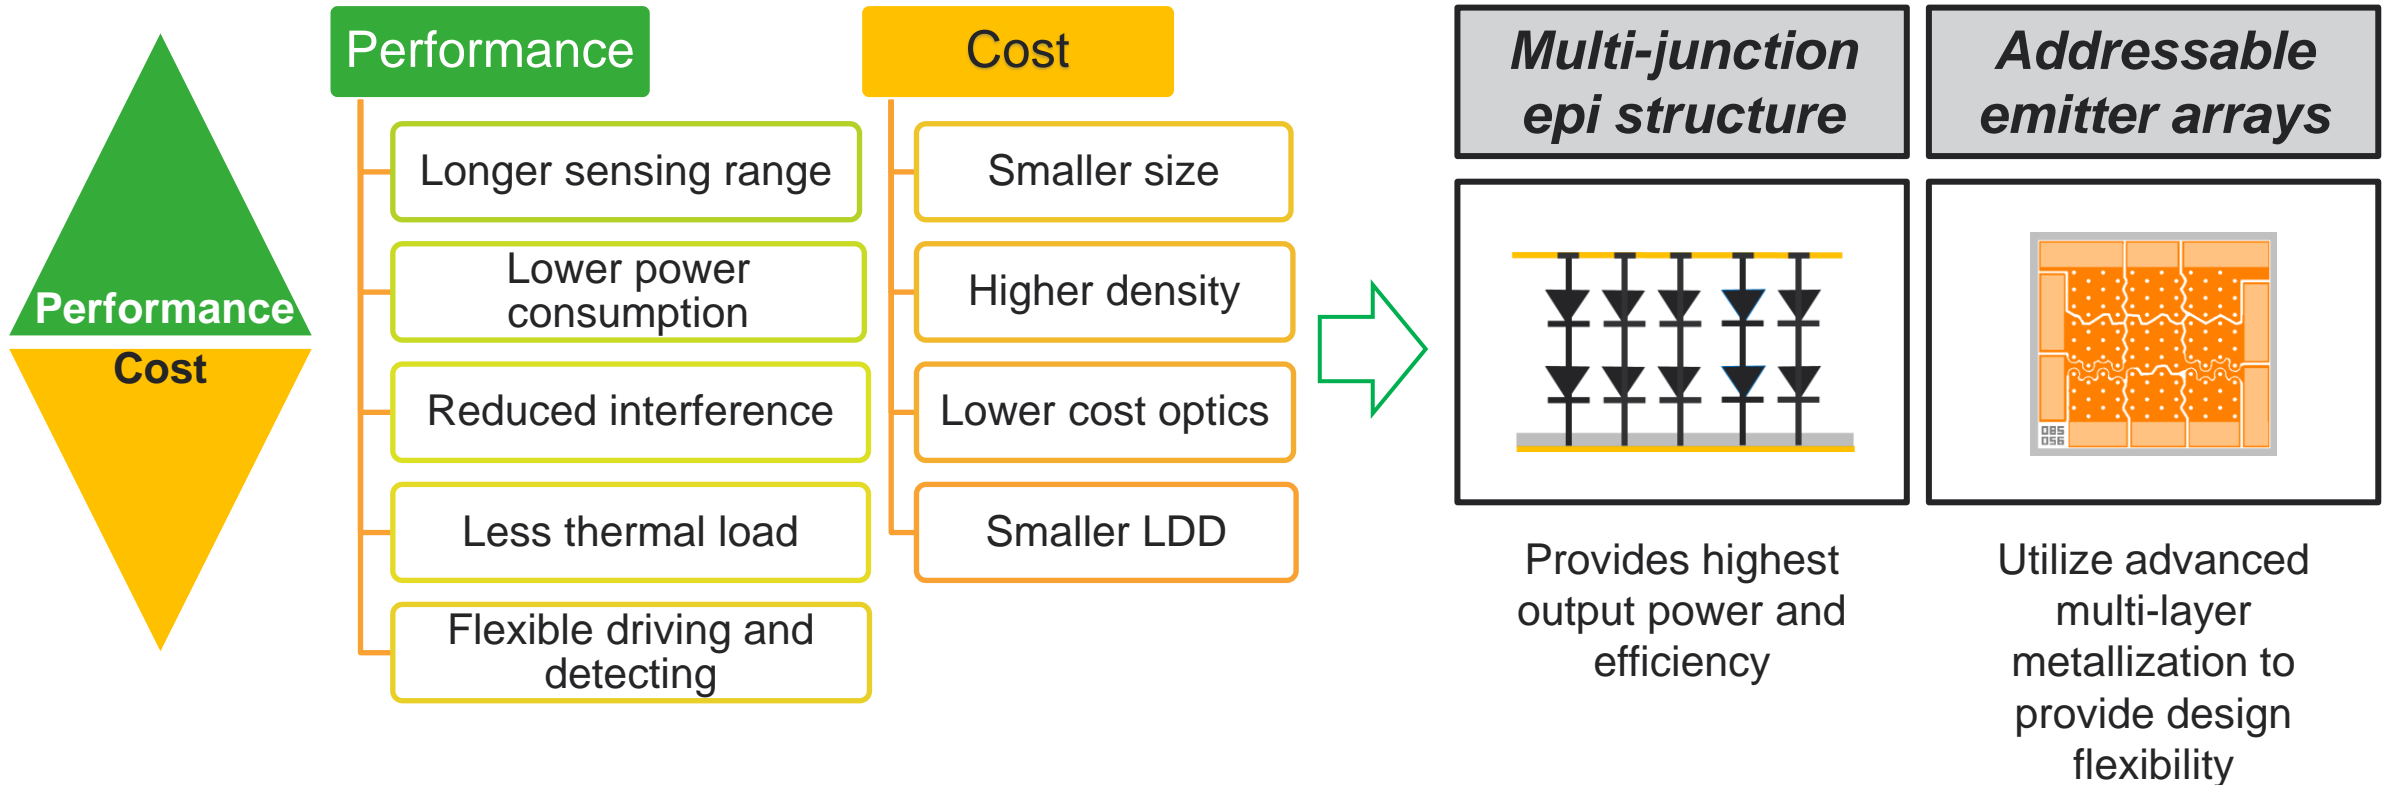 Performance
Cost
Performance
Longer sensing range
Lower power
consumption
Reduced interference
Less thermal load
Flexible driving and
detecting
Cost
Smaller size
Higher density
Lower cost optics
Smaller LDD
Multi-junction
epi structure
Provides highest
output power and
efficiency
Addressable
emitter arrays
085
056
Utilize advanced
multi-layer
metallization to
provide design
flexibility